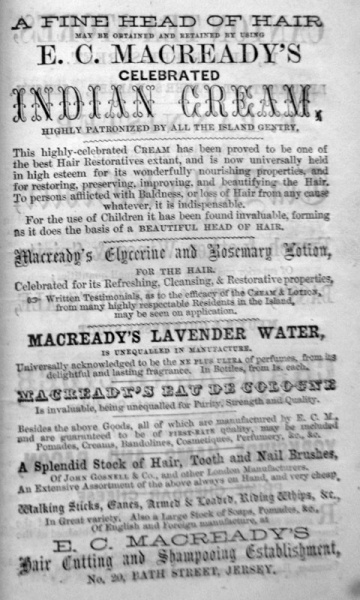 A FINE HEAD OF HAIR
MAY BE OBTAINED AND RETAINED BY USING
E. C. MACREADY'S
CELEBRATED
INDIAN CREAM,
HIGHLY PATRONIZED BY ALL THE ISLAND GENTRY.
This highly-celebrated CREAM has been proved to be one of
the best Hair Restoratives extant, and is now universally held
in high esteem for its wonderfully nourishing properties, and
for restoring, preserving, improving, and beautifying the Hair.
To persons afflicted with Baldness, or loss of Hair from any cause
whatever, it is indispensable.
For the use of Children it has been found invaluable, forming
as it does the basis of a BEAUTIFUL HEAD OF HAIR.
Macready's Glycerine and Rosemary Lotion,
FOR THE HAIR.
Celebrated for its Refreshing, Cleansing, & Restorative properties,
☞ Written Testimonials, as to the efficacy of the CREAM & LOTION,
from many highly respectable Residents in the Island,
may be seen on application.
MACREADY'S LAVENDER WATER,
IS UNEQUALLED IN MANUFACTURE.
Universally acknowledged to be the NE PLUS ULTRA of perfumes, from its
delightful and lasting fragrance. In Bottles, from 1s. each.
MACREADY'S EAU DE COLOGNE
Is invaluable, being unequalled for Purity, Strength and Quality.
Besides the above Goods, all of which are manufactured by E. C. M.,
and are guaranteed to be of FIRST-RATE quality, may be included
Pomades, Creams, Bandolines, Cosmetiques, Perfumery, &c., &c.
A Splendid Stock of Hair, Tooth and Nail Brushes,
Of JOHN GOSNELL & Co., and other London Manufacturers.
An Extensive Assortment of the above always on Hand, and very cheap,
Walking Sticks, Canes, Armed & Loaded, Riding Whips, &c.,
In Great variety. Also a Large Stock of Soaps, Pomades, &c.,
Of English and Foreign manufacture, at
E. C. MACREADY'S
Hair Cutting and Shampooing Establishment,
No. 20, BATH STREET, JERSEY.